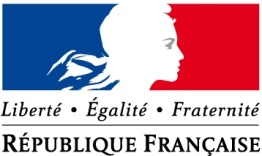 Liberté • Égalité • Fraternité
RÉPUBLIQUE FRANÇAISE